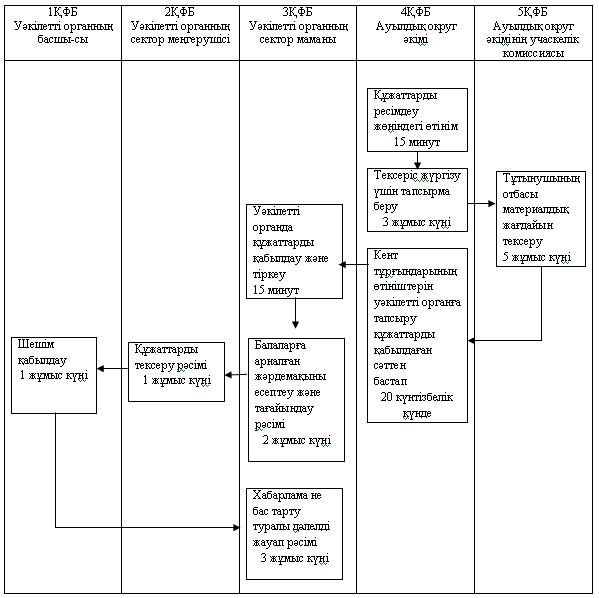 1ҚФБ
Уәкілетті органның
басшы-сы
2ҚФБ
Уәкілетті органның
сектор меңгерушісі
3ҚФБ
Уәкілетті органның
сектор маманы
4ҚФБ
Ауылдық округ
әкімі
5ҚФБ
Ауылдық округ
әкімінің учаскелік
комиссиясы
Құжаттарды
ресімдеу
жөніндегі өтінім
15 минут
Тексеріс жүргізу
үшін тапсырма
беру
3 жұмыс күні
Тұтынушының
отбасы
материалдық
жағдайын
тексеру
5 жұмыс күні
Кент
тұрғындарының
өтініштерін
уәкілетті органға
тапсыру
құжаттарды
қабылдаған
сәттен
бастап
20 күнтізбелік
күнде
Уәкілетті
органда
құжаттарды
қабылдау және
тіркеу
15 минут
Балаларға
арналған
жәрдемақыны
есептеу және
тағайындау
рәсімі
2 жұмыс күні
Құжаттарды
тексеру рәсімі
1 жұмыс күні
Шешім
қабылдау
1 жұмыс күні
Хабарлама не
бас тарту
туралы дәлелді
жауап рәсімі
3 жұмыс күні